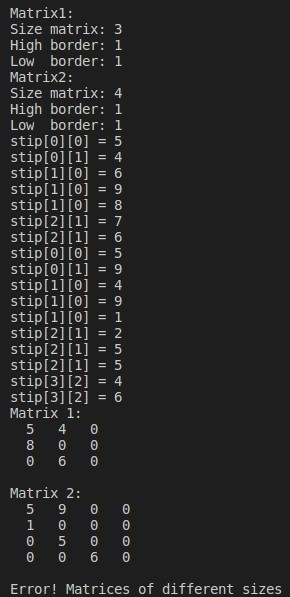 Matrix1:
Size matrix: 3
High border: 1
Low  border: 1
Matrix2:
Size matrix: 4
High border: 1
Low  border: 1
stip[0][0] = 5
stip[0][1] = 4
stip[1][0] = 6
stip[1][0] = 9
stip[1][0] = 8
stip[2][1] = 7
stip[2][1] = 6
stip[0][0] = 5
stip[0][1] = 9
stip[1][0] = 4
stip[1][0] = 9
stip[1][0] = 1
stip[2][1] = 2
stip[2][1] = 5
stip[2][1] = 5
stip[3][2] = 4
stip[3][2] = 6
Matrix 1:
  5   4   0
  8   0   0
  0   6   0

Matrix 2:
  5   9   0   0
  1   0   0   0
  0   5   0   0
  0   0   6   0

Error! Matrices of different sizes